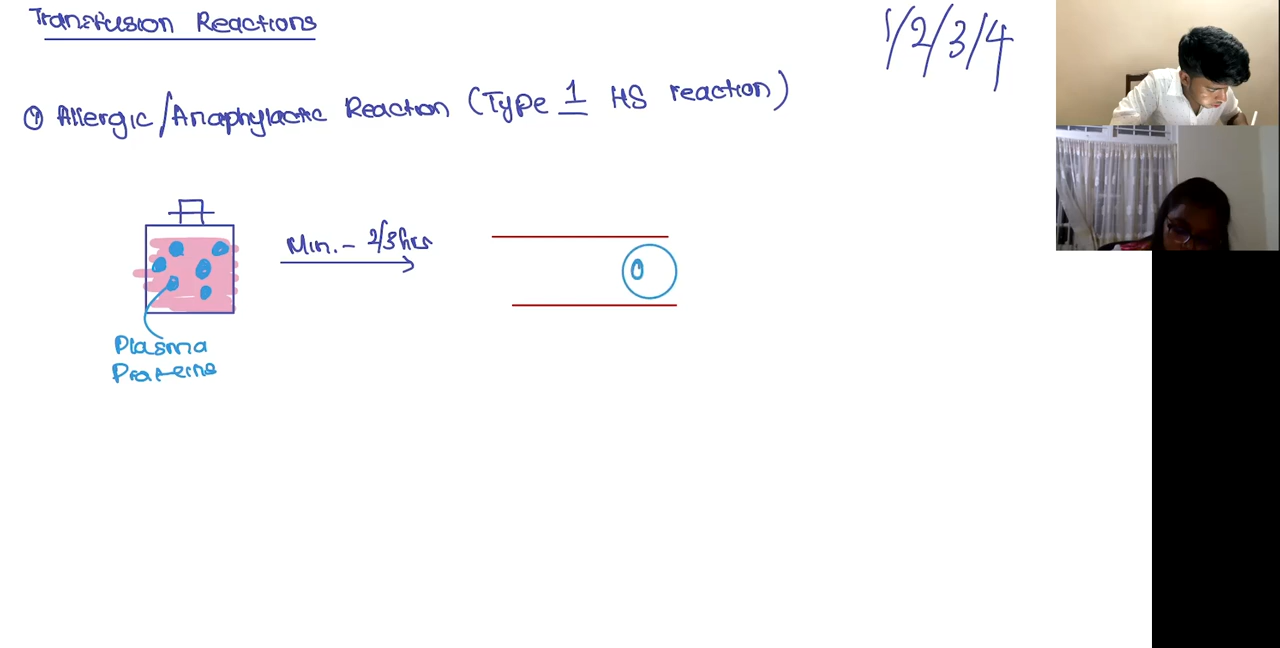 Transfusion Reactions
1/2/3/4
① Allergic/Anaphylactic Reaction (Type 1 HS reaction)
Min. - 2/3hrs
Plasma
Proteins